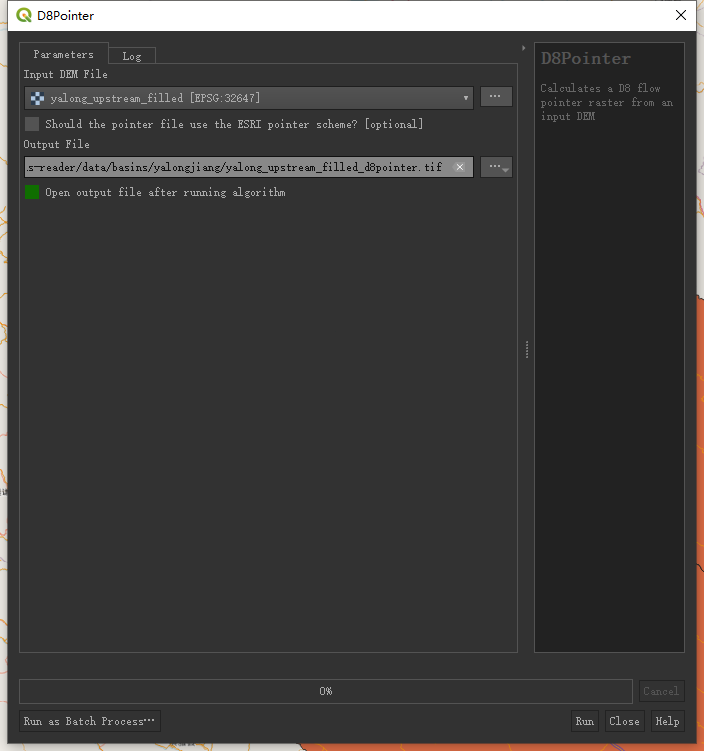 D8Pointer
Parameters
Log
Input DEM File
yalong_upstream_filled [EPSG:32647]
...
Should the pointer file use the ESRI pointer scheme? [optional]
Output File
s-reader/data/basins/yalongjiang/yalong_upstream_filled_d8pointer.tif
...
Open output file after running algorithm
D8Pointer
Calculates a D8 flow
pointer raster from an
input DEM
0%
Cancel
Run as Batch Process...
Run
Close
Help